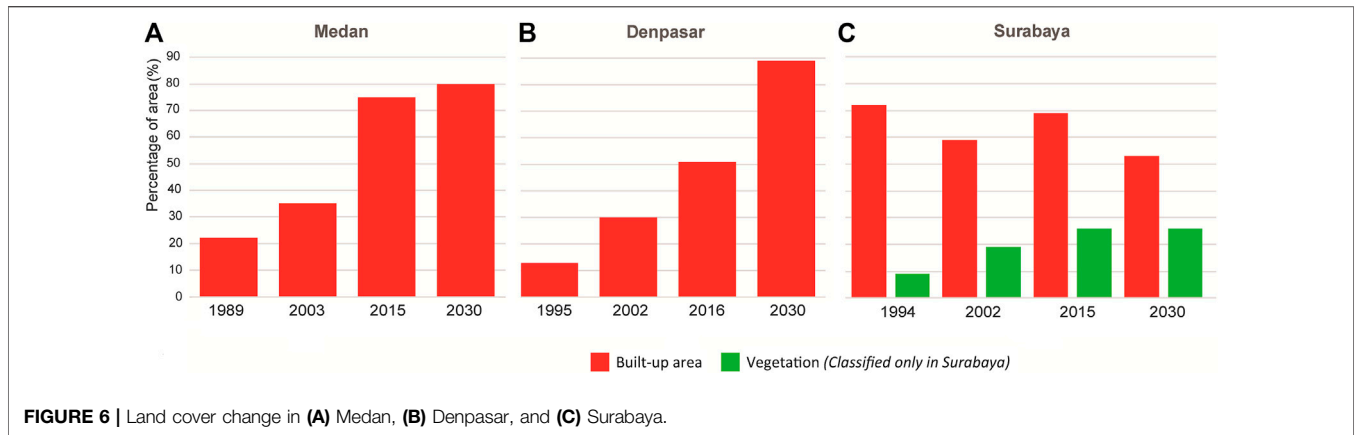 A Medan B Denpasar C Surabaya
Percentage of area (%)
90
80
70
60
50
40
30
20
10
0
1989 2003 2015 2030 1995 2002 2016 2030 1994 2002 2015 2030
Built-up area Vegetation (Classified only in Surabaya)
FIGURE 6 | Land cover change in (A) Medan, (B) Denpasar, and (C) Surabaya.